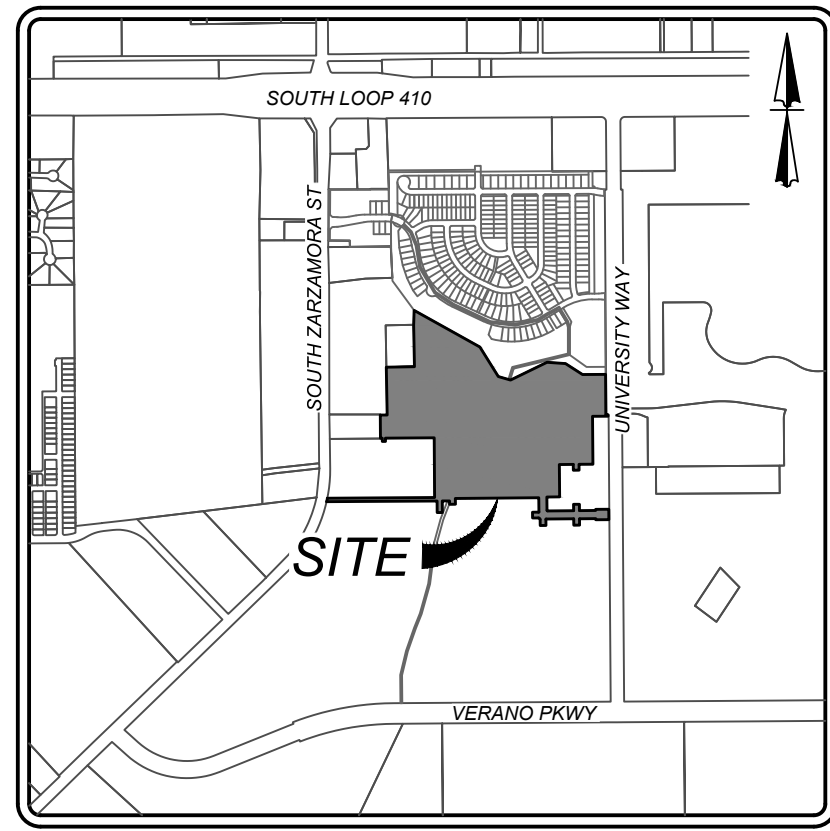 SOUTH LOOP 410
SOUTH ZARZAMORA ST
UNIVERSITY WAY
SITE
VERANO PKWY